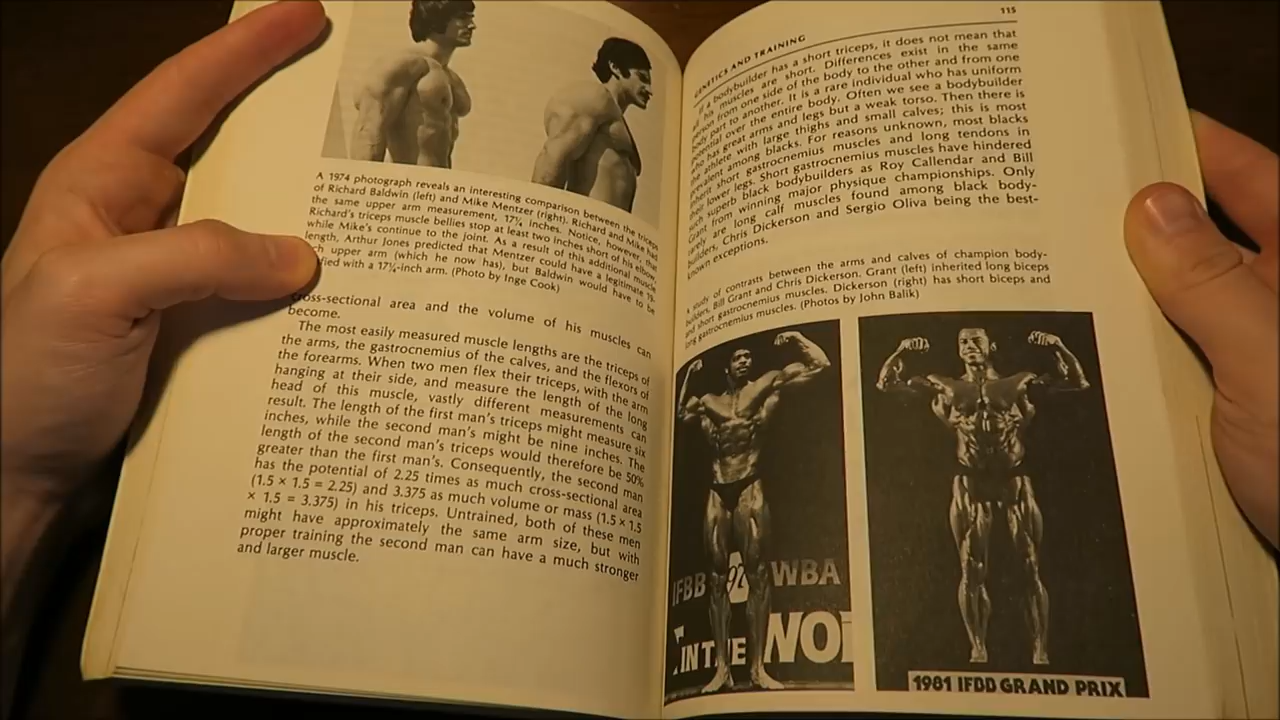 A 1974 photograph reveals an interesting comparison between the triceps
of Richard Baldwin (left) and Mike Mentzer (right). Richard and Mike had
the same upper arm measurement, 17¼ inches. Notice, however, that
Richard's triceps muscle bellies stop at least two inches short of his elbow
while Mike's continue to the joint. As a result of this additional muscle
length, Arthur Jones predicted that Mentzer could have a legitimate 19-
ch upper arm (which he now has), but Baldwin would have to be
fied with a 17¼-inch arm. (Photo by Inge Cook)
cross-sectional area and the volume of his muscles can
become.
The most easily measured muscle lengths are the triceps of
the arms, the gastrocnemius of the calves, and the flexors of
the forearms. When two men flex their triceps, with the arm
hanging at their side, and measure the length of the long
head of this muscle, vastly different measurements can
result. The length of the first man's triceps might measure six
inches, while the second man's might be nine inches. The
length of the second man's triceps would therefore be 50%
greater than the first man's. Consequently, the second man
has the potential of 2.25 times as much cross-sectional area
(1.5 × 1.5 = 2.25) and 3.375 as much volume or mass (1.5 × 1.5
× 1.5 = 3.375) in his triceps. Untrained, both of these men
might have approximately the same arm size, but with
proper training the second man can have a much stronger
and larger muscle.
GENETICS AND TRAINING 115
If a bodybuilder has a short triceps, it does not mean that
all his muscles are short. Differences exist in the same
person from one side of the body to the other and from one
body part to another. It is a rare individual who has uniform
potential over the entire body. Often we see a bodybuilder
who has great arms and legs but a weak torso. Then there is
the athlete with large thighs and small calves; this is most
prevalent among blacks. For reasons unknown, most blacks
inherit short gastrocnemius muscles and long tendons in
their lower legs. Short gastrocnemius muscles have hindered
such superb black bodybuilders as Roy Callendar and Bill
Grant from winning major physique championships. Only
rarely are long calf muscles found among black body-
builders, Chris Dickerson and Sergio Oliva being the best-
known exceptions.
A study of contrasts between the arms and calves of champion body-
builders, Bill Grant and Chris Dickerson. Grant (left) inherited long biceps
and short gastrocnemius muscles. Dickerson (right) has short biceps and
long gastrocnemius muscles. (Photos by John Balik)
IFBB WBA
IN THE WOR
1981 IFBB GRAND PRIX